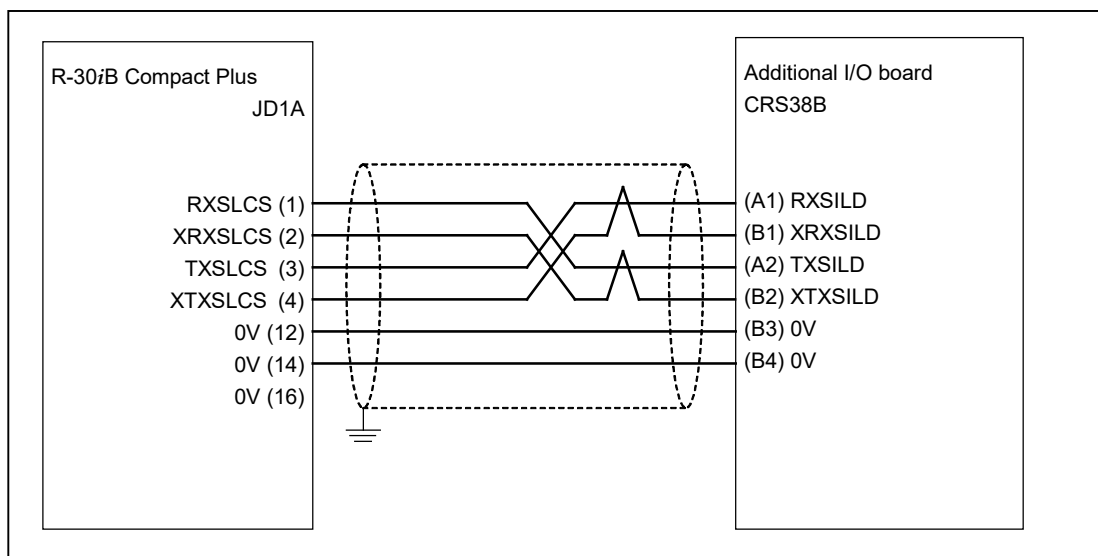 R-30iB Compact Plus
JD1A
RXSLCS (1)
XRXSLCS (2)
TXSLCS (3)
XTXSLCS (4)
0V (12)
0V (14)
0V (16)
Additional I/O board
CRS38B
(A1) RXSILD
(B1) XRXSILD
(A2) TXSILD
(B2) XTXSILD
(B3) 0V
(B4) 0V